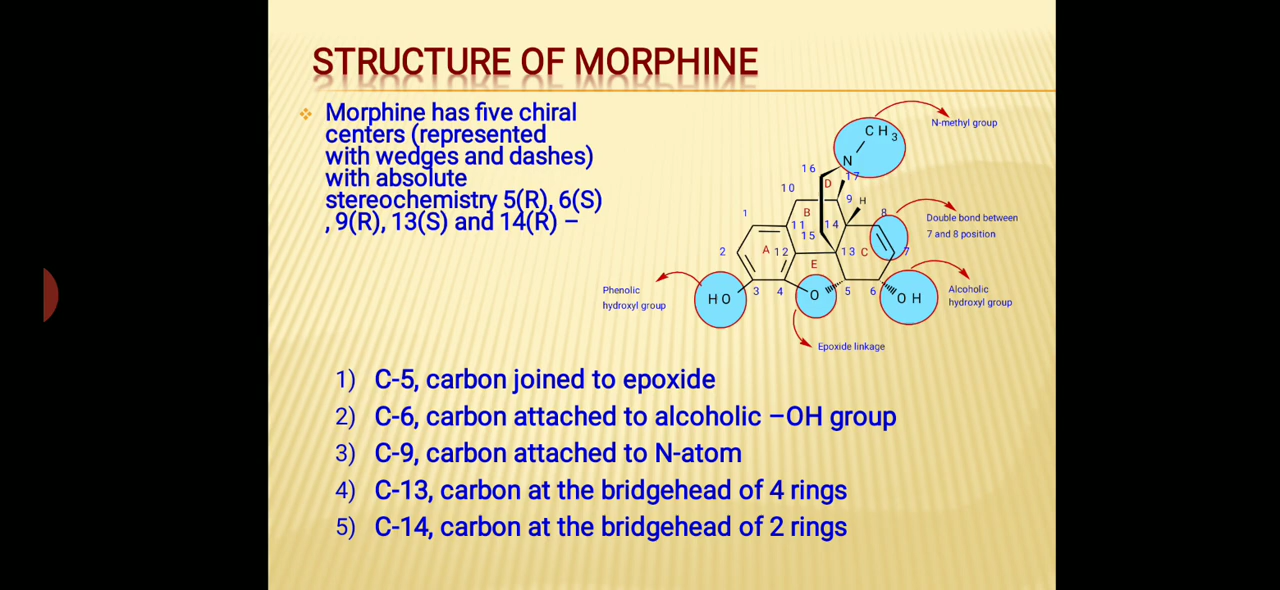 STRUCTURE OF MORPHINE
Morphine has five chiral
centers (represented
with wedges and dashes)
with absolute
stereochemistry 5(R), 6(S)
, 9(R), 13(S) and 14(R) –
CH3
N-methyl group
N
16
17
D
10
9
H
8
Double bond between
7 and 8 position
1
B
11
14
15
2
A
12
13
C
7
E
Phenolic
hydroxyl group
HO
3
4
O
5
6
OH
Alcoholic
hydroxyl group
Epoxide linkage
1) C-5, carbon joined to epoxide
2) C-6, carbon attached to alcoholic –OH group
3) C-9, carbon attached to N-atom
4) C-13, carbon at the bridgehead of 4 rings
5) C-14, carbon at the bridgehead of 2 rings